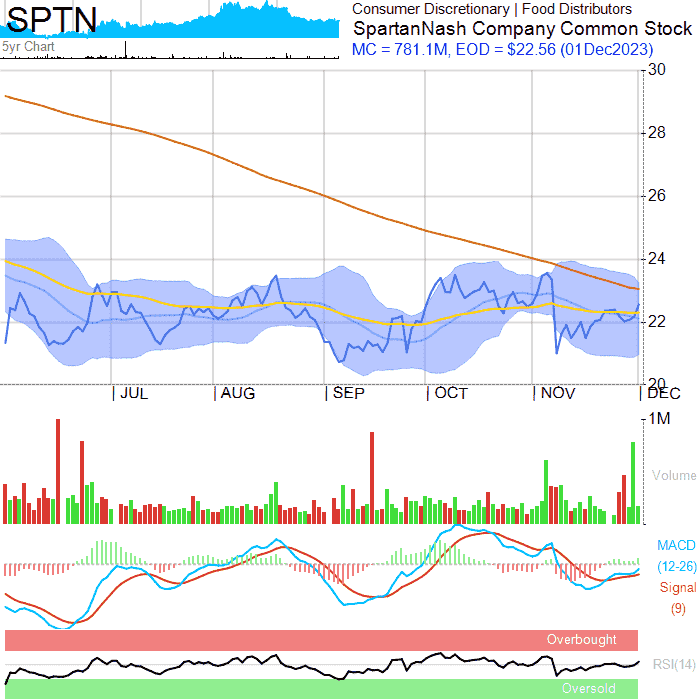 SPTN
5yr Chart
Consumer Discretionary | Food Distributors
SpartanNash Company Common Stock
MC = 781.1M, EOD = $22.56 (01Dec2023)
30
28
26
24
22
20
JUL
AUG
SEP
OCT
NOV
DEC
1M
Volume
MACD
(12-26)
Signal
(9)
Overbought
RSI(14)
Oversold